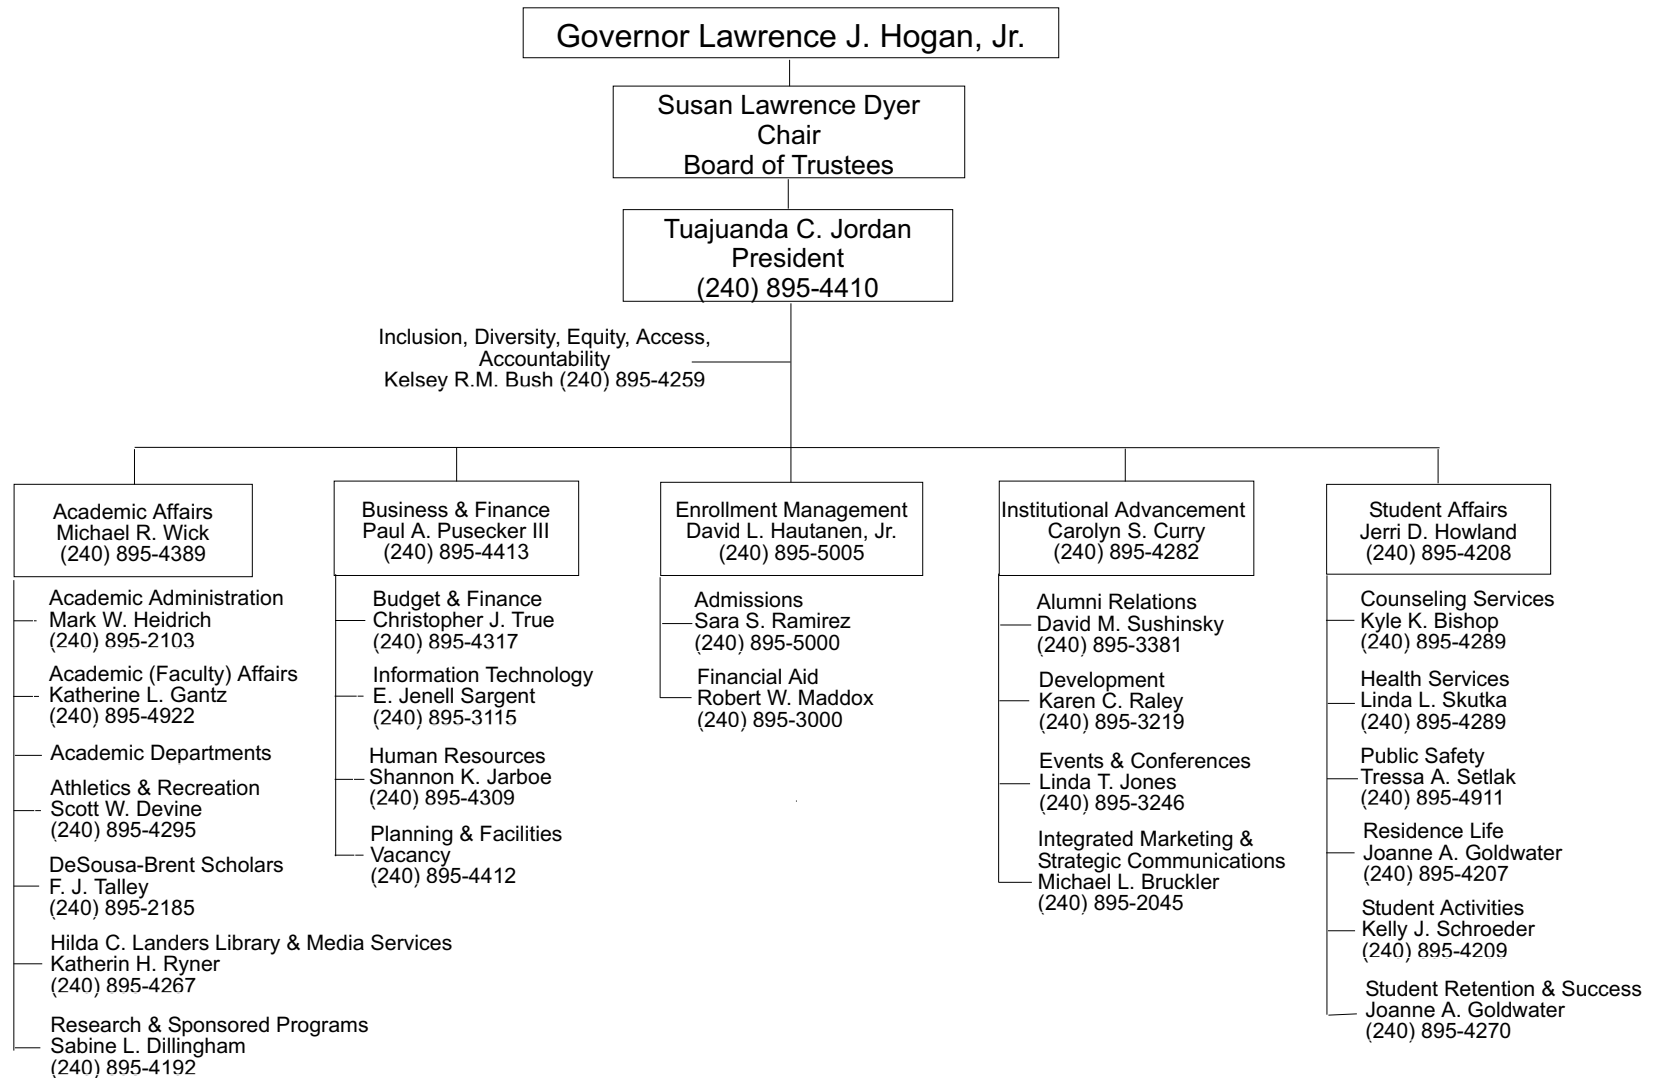 Governor Lawrence J. Hogan, Jr.
Susan Lawrence Dyer
Chair
Board of Trustees
Tuajuanda C. Jordan
President
(240) 895-4410
Inclusion, Diversity, Equity, Access,
Accountability
Kelsey R.M. Bush (240) 895-4259
Academic Affairs
Michael R. Wick
(240) 895-4389
Academic Administration
Mark W. Heidrich
(240) 895-2103
Academic (Faculty) Affairs
Katherine L. Gantz
(240) 895-4922
Academic Departments
Athletics & Recreation
Scott W. Devine
(240) 895-4295
DeSousa-Brent Scholars
F. J. Talley
(240) 895-2185
Hilda C. Landers Library & Media Services
Katherin H. Ryner
(240) 895-4267
Research & Sponsored Programs
Sabine L. Dillingham
(240) 895-4192
Business & Finance
Paul A. Pusecker III
(240) 895-4413
Budget & Finance
Christopher J. True
(240) 895-4317
Information Technology
E. Jenell Sargent
(240) 895-3115
Human Resources
Shannon K. Jarboe
(240) 895-4309
Planning & Facilities
Vacancy
(240) 895-4412
Enrollment Management
David L. Hautanen, Jr.
(240) 895-5005
Admissions
Sara S. Ramirez
(240) 895-5000
Financial Aid
Robert W. Maddox
(240) 895-3000
Institutional Advancement
Carolyn S. Curry
(240) 895-4282
Alumni Relations
David M. Sushinsky
(240) 895-3381
Development
Karen C. Raley
(240) 895-3219
Events & Conferences
Linda T. Jones
(240) 895-3246
Integrated Marketing &
Strategic Communications
Michael L. Bruckler
(240) 895-2045
Student Affairs
Jerri D. Howland
(240) 895-4208
Counseling Services
Kyle K. Bishop
(240) 895-4289
Health Services
Linda L. Skutka
(240) 895-4289
Public Safety
Tressa A. Setlak
(240) 895-4911
Residence Life
Joanne A. Goldwater
(240) 895-4207
Student Activities
Kelly J. Schroeder
(240) 895-4209
Student Retention & Success
Joanne A. Goldwater
(240) 895-4270